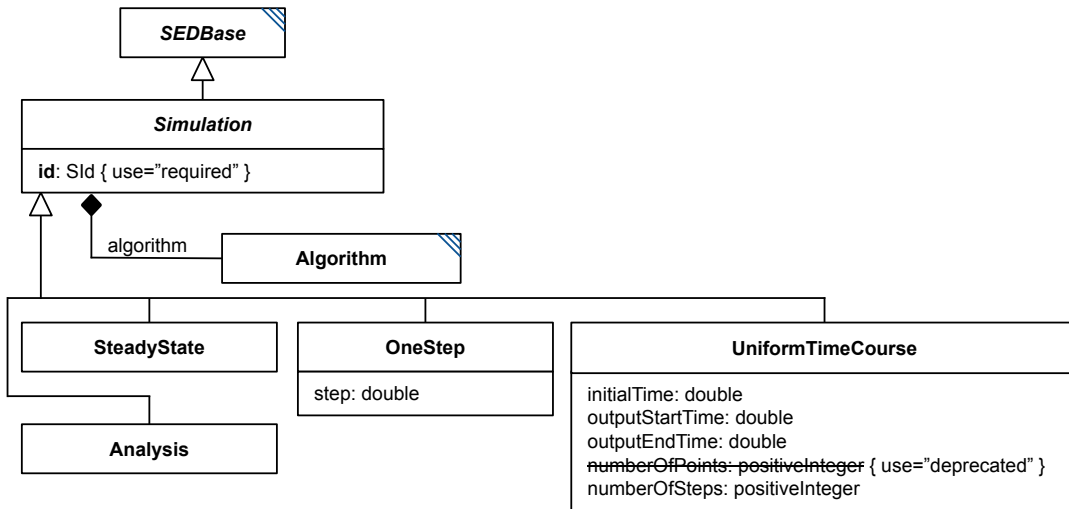 SEDBase
Simulation
id: SId { use=”required” }
algorithm
Algorithm
SteadyState
OneStep
step: double
UniformTimeCourse
initialTime: double
outputStartTime: double
outputEndTime: double
numberOfPoints: positiveInteger { use=”deprecated” }
numberOfSteps: positiveInteger
Analysis